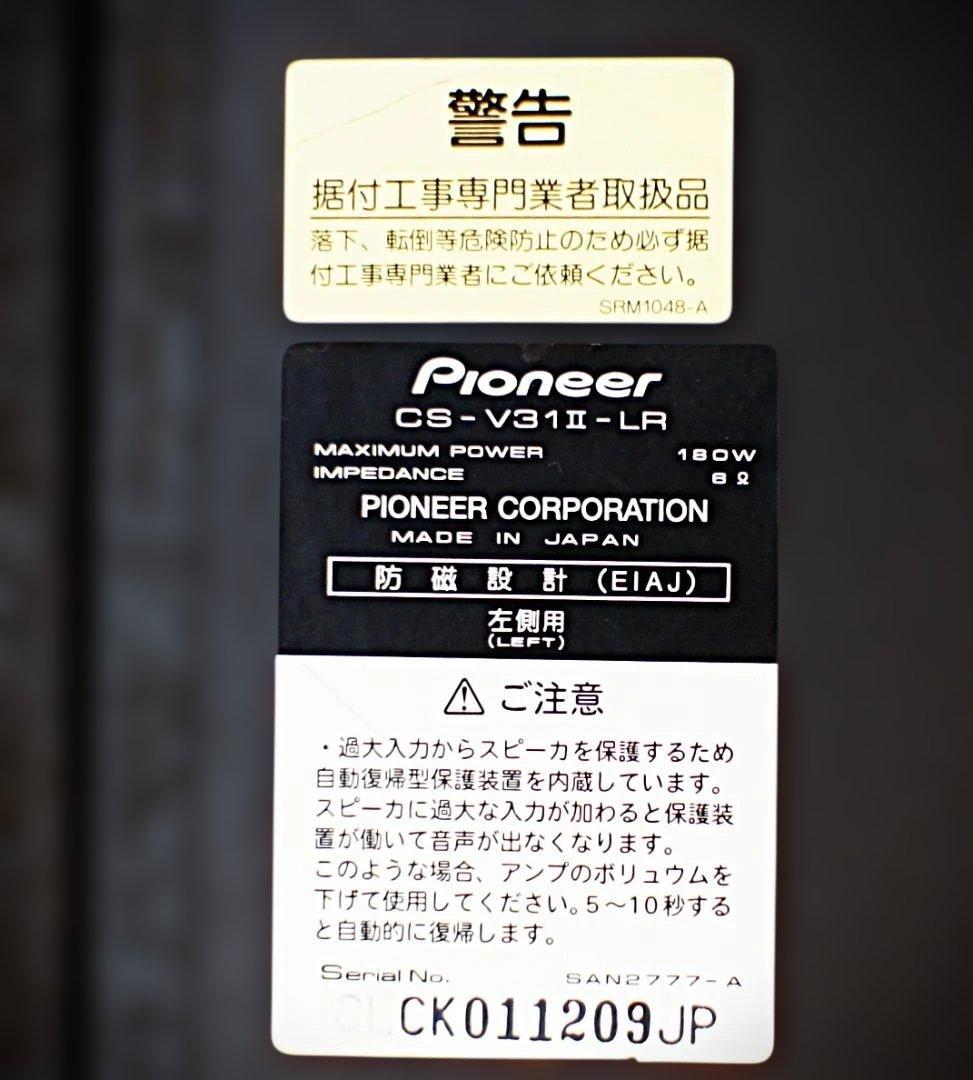 警告
据付工事専門業者取扱品
落下、転倒等危険防止のため必ず据
付工事専門業者にご依頼ください。
SRM1048-A
Pioneer
CS-V31II-LR
MAXIMUM POWER 180W
IMPEDANCE 8Ω
PIONEER CORPORATION
MADE IN JAPAN
防磁設計 (EIAJ)
左側用
(LEFT)
⚠ ご注意
・過大入力からスピーカを保護するため
自動復帰型保護装置を内蔵しています。
スピーカに過大な入力が加わると保護装
置が働いて音声が出なくなります。
このような場合、アンプのボリュウムを
下げて使用してください。5〜10秒する
と自動的に復帰します。
Serial No. SAN2777-A
CK011209JP